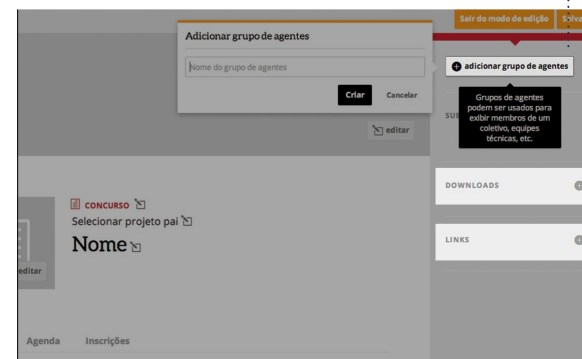 Sair do modo de edição
Adicionar grupo de agentes
Nome do grupo de agentes
Criar
Cancelar
adicionar grupo de agentes
Grupos de agentes
podem ser usados para
exibir membros de um
coletivo, equipes
técnicas, etc.
editar
DOWNLOADS
CONCURSO
Selecionar projeto pai
Nome
LINKS
editar
Agenda
Inscrições